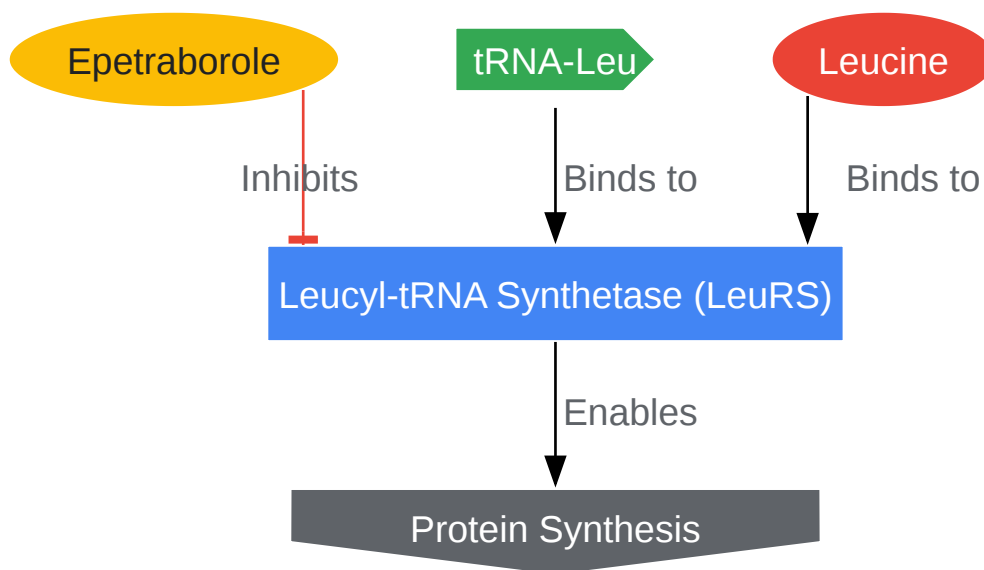 Epetraborole
tRNA-Leu
Leucine
Inhibits
Binds to
Binds to
Leucyl-tRNA Synthetase (LeuRS)
Enables
Protein Synthesis